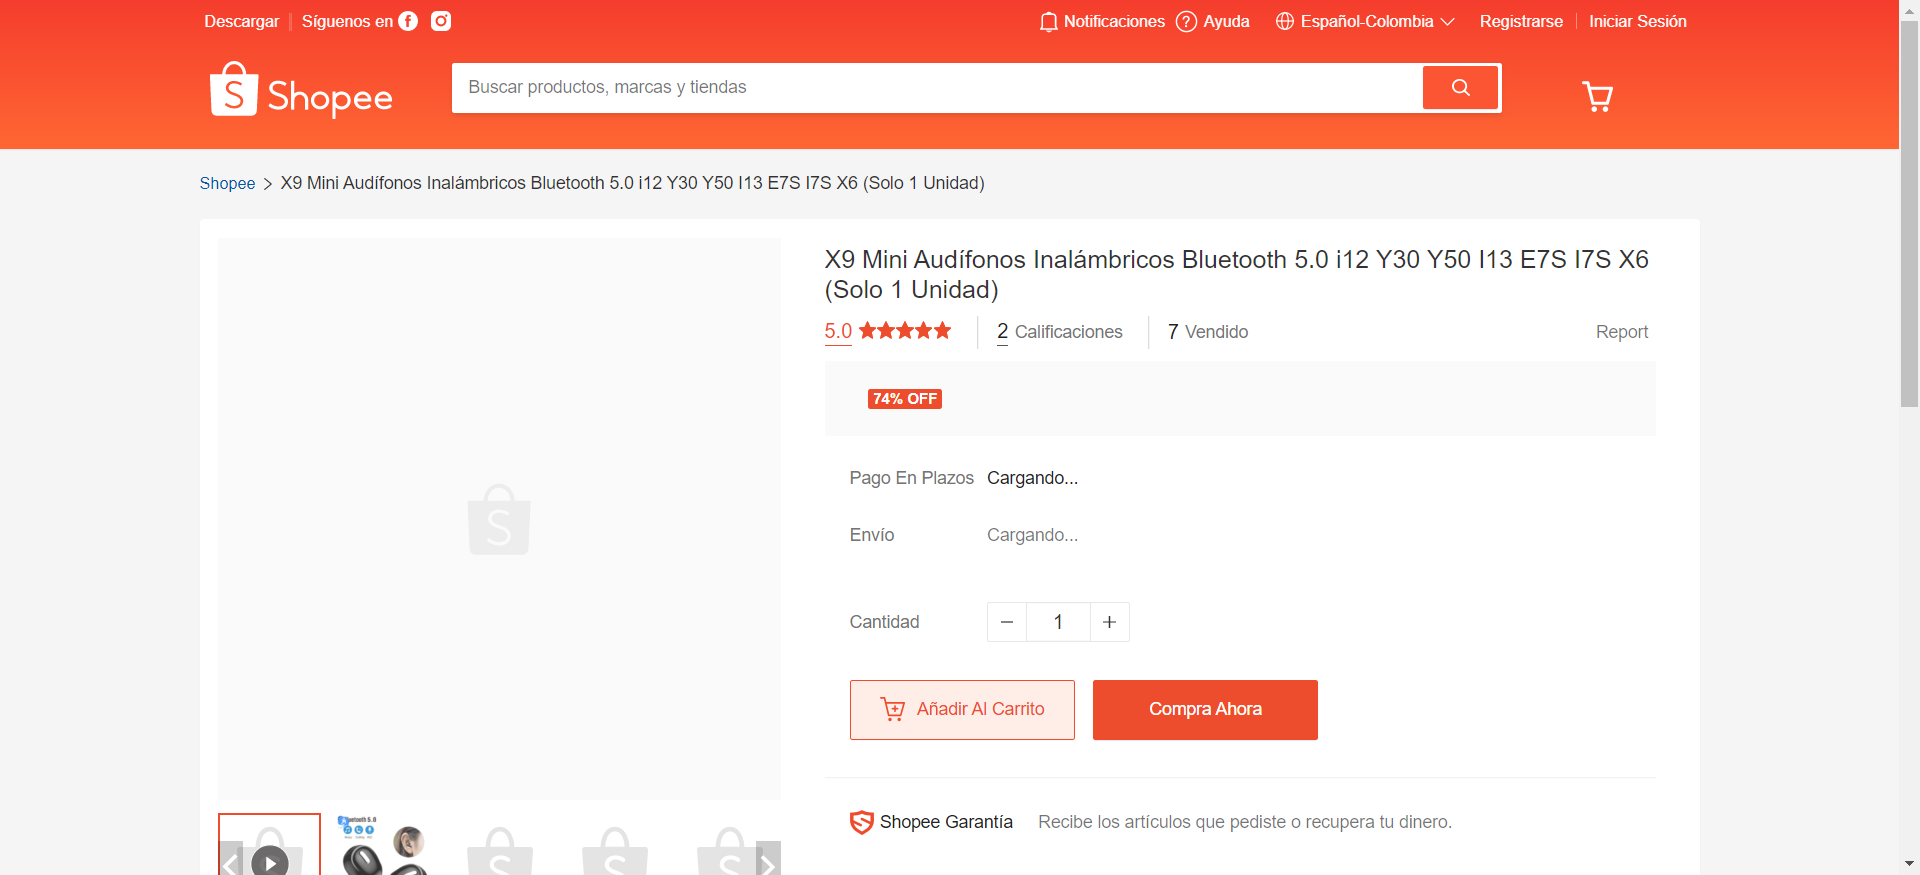 Descargar Síguenos en Notificaciones Ayuda Español-Colombia Registrarse Iniciar Sesión
Shopee
Buscar productos, marcas y tiendas
Shopee > X9 Mini Audífonos Inalámbricos Bluetooth 5.0 i12 Y30 Y50 I13 E7S I7S X6 (Solo 1 Unidad)
X9 Mini Audífonos Inalámbricos Bluetooth 5.0 i12 Y30 Y50 I13 E7S I7S X6
(Solo 1 Unidad)
5.0 2 Calificaciones 7 Vendido Report
74% OFF
Pago En Plazos Cargando...
Envío Cargando...
Cantidad 1
Añadir Al Carrito Compra Ahora
Shopee Garantía Recibe los artículos que pediste o recupera tu dinero.